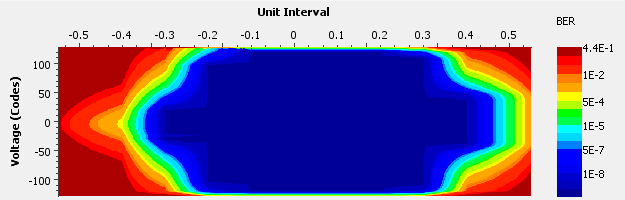 Unit Interval
BER
-0.5 -0.4 -0.3 -0.2 -0.1 0 0.1 0.2 0.3 0.4 0.5
Voltage (Codes)
100
50
0
-50
-100
4.4E-1
1E-2
5E-4
1E-5
5E-7
1E-8